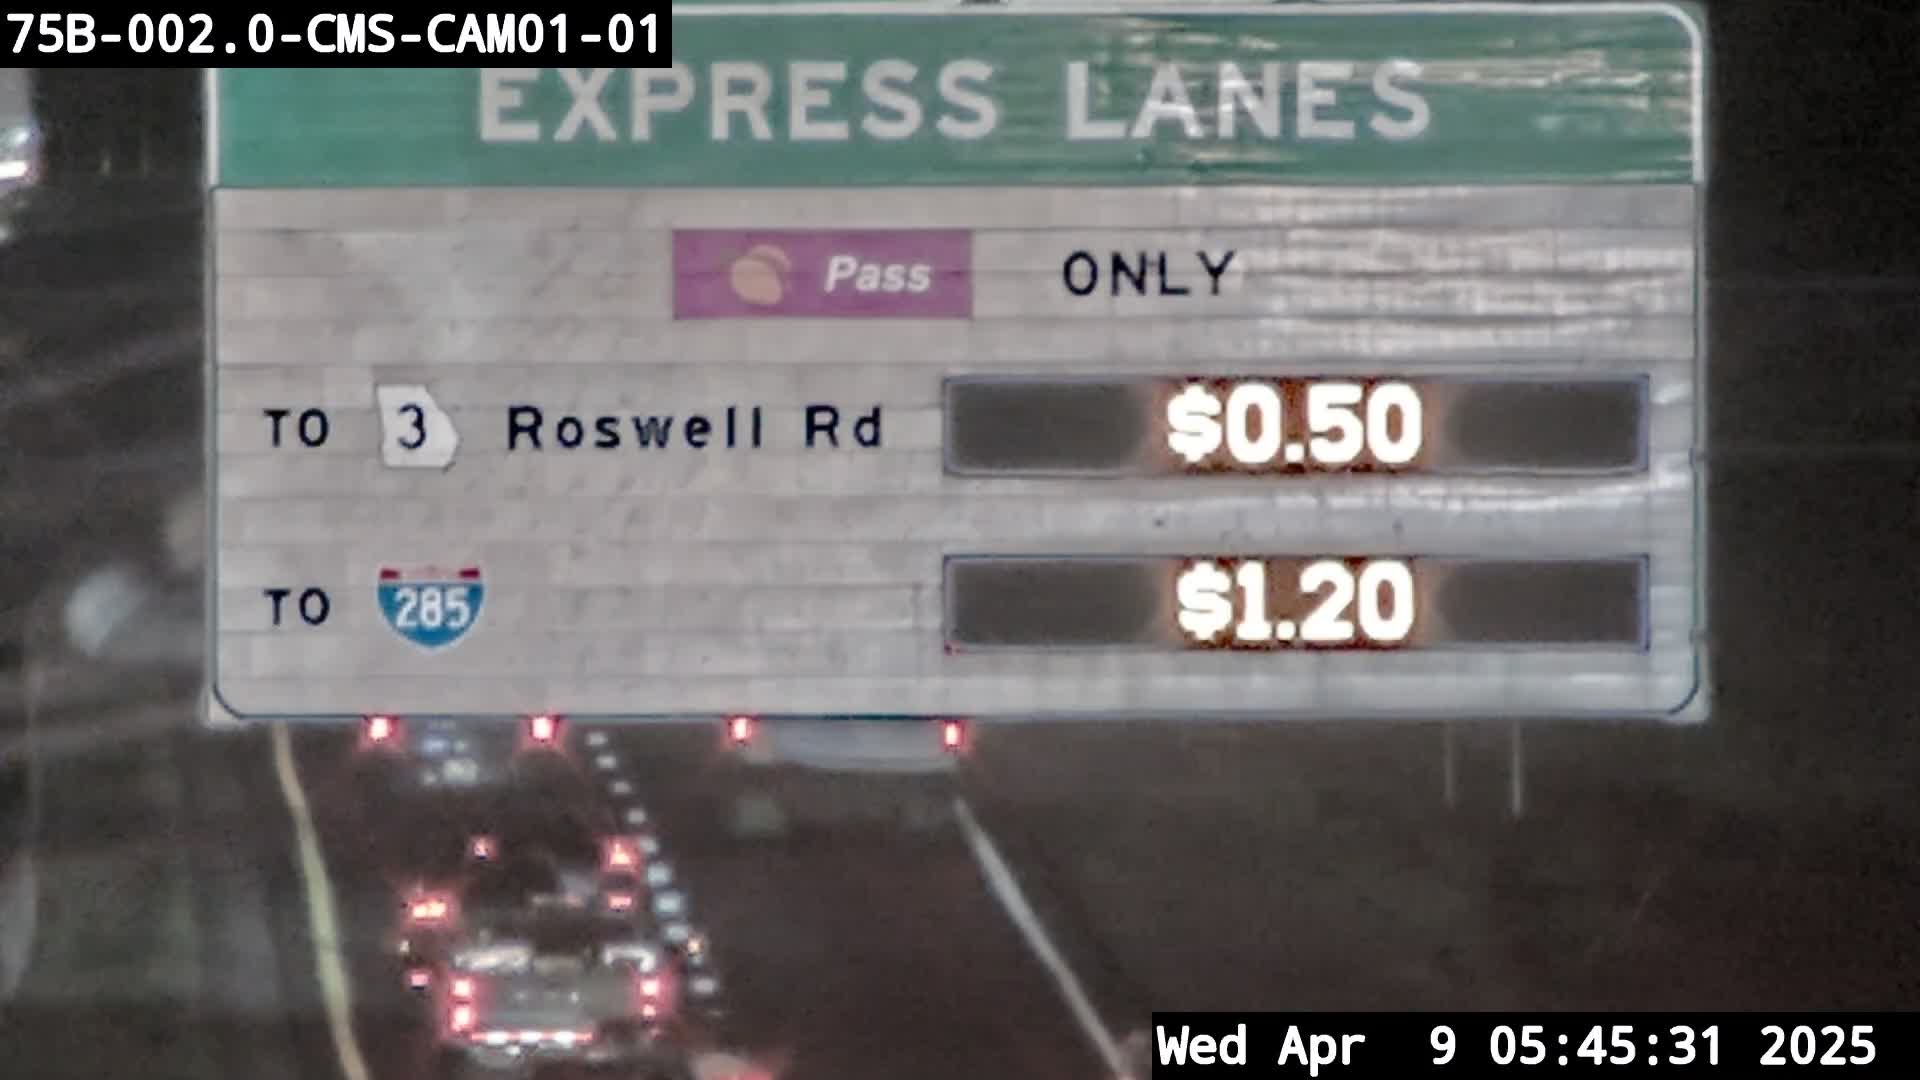 75B-002.0-CMS-CAM01-01
EXPRESS LANES
Pass ONLY
TO 3 Roswell Rd $0.50
TO 285 $1.20
Wed Apr 9 05:45:31 2025